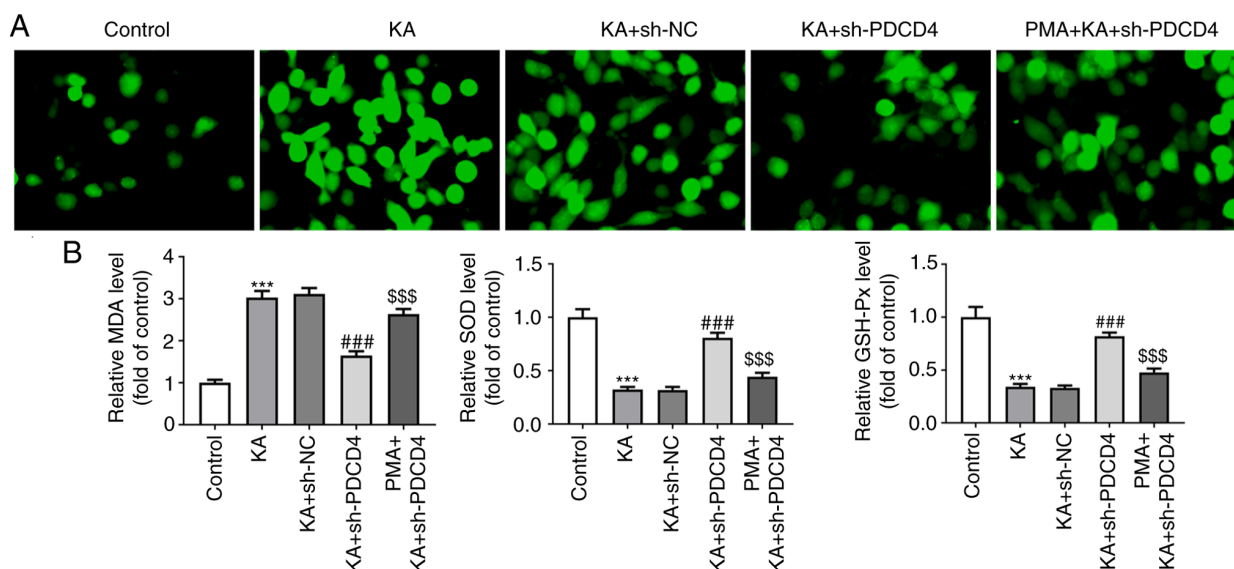 A
Control
KA
KA+sh-NC
KA+sh-PDCD4
PMA+KA+sh-PDCD4
B
Relative MDA level
(fold of control)
4
3
2
1
0
***
###
$$$
Control
KA
KA+sh-NC
KA+sh-PDCD4
PMA+
KA+sh-PDCD4
Relative SOD level
(fold of control)
1.5
1.0
0.5
0.0
***
###
$$$
Control
KA
KA+sh-NC
KA+sh-PDCD4
PMA+
KA+sh-PDCD4
Relative GSH-Px level
(fold of control)
1.5
1.0
0.5
0.0
***
###
$$$
Control
KA
KA+sh-NC
KA+sh-PDCD4
PMA+
KA+sh-PDCD4